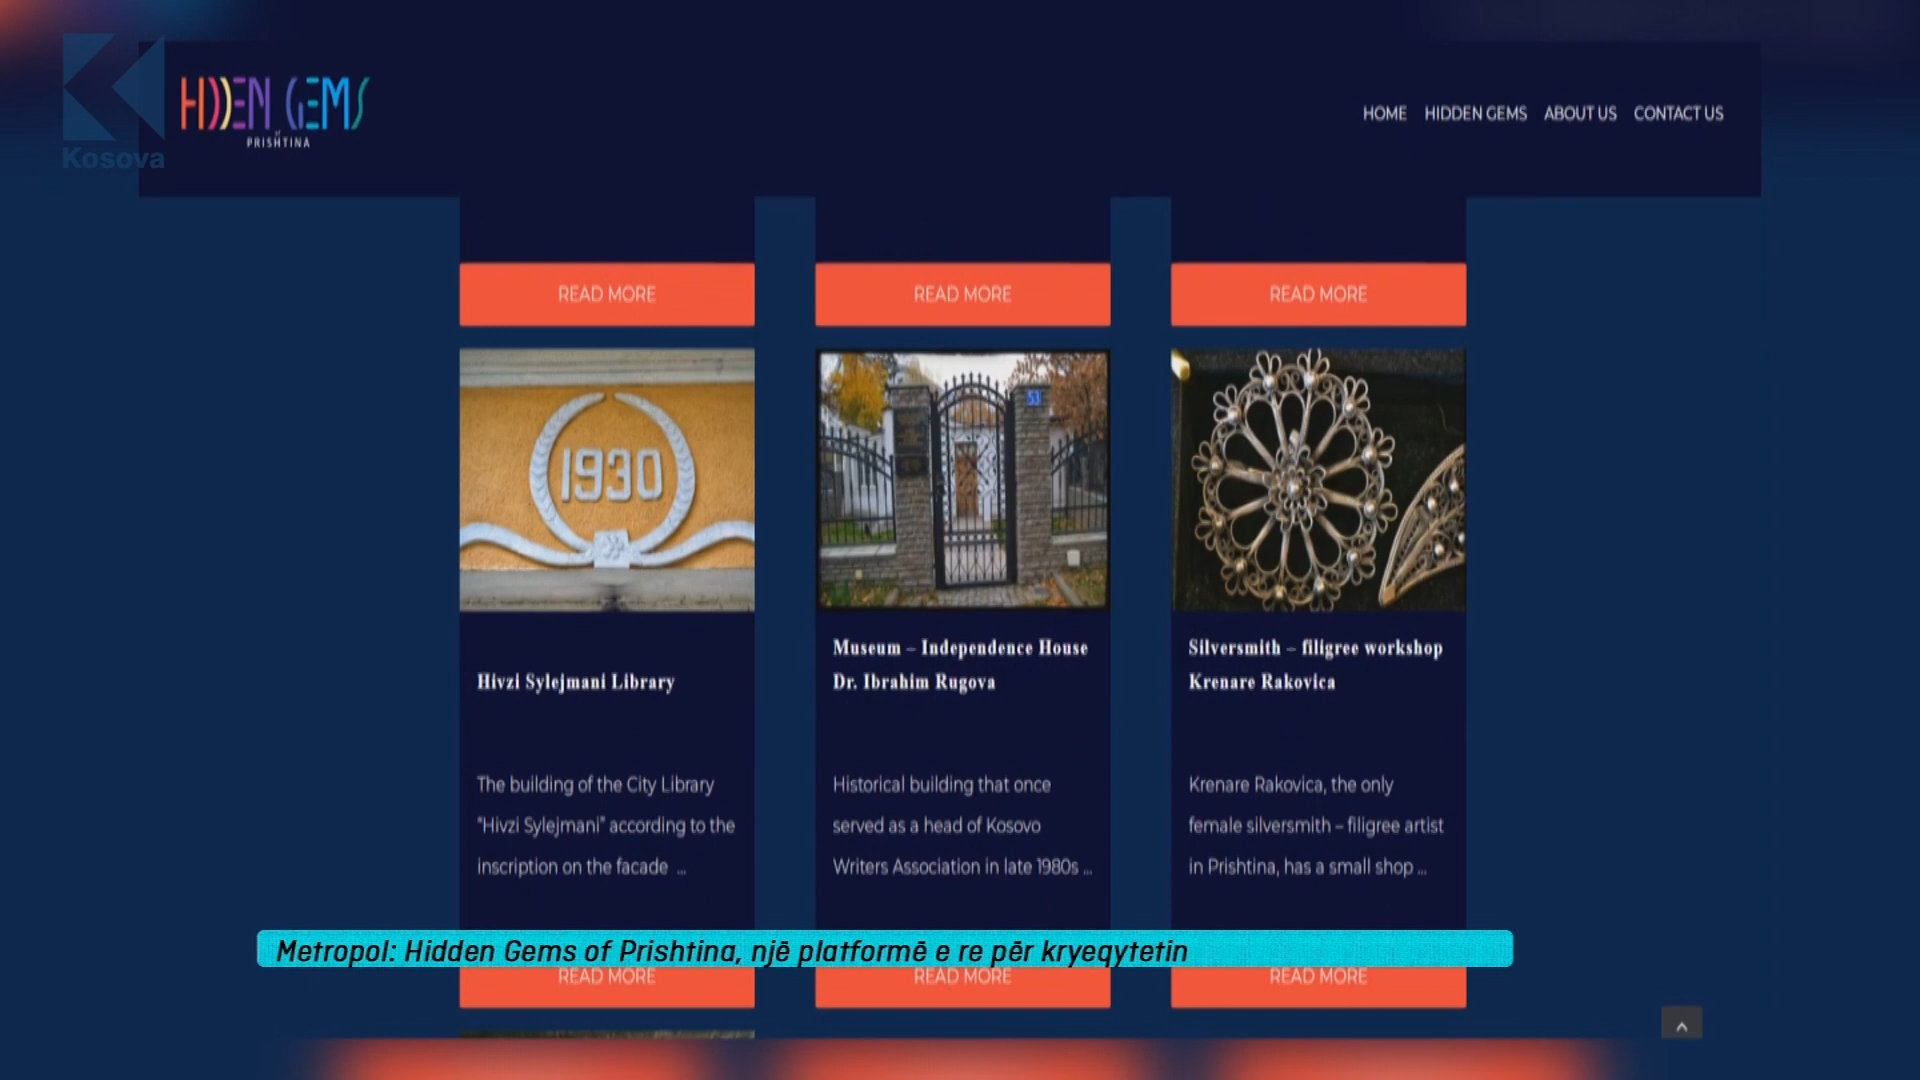 Kosova
HIDDEN GEMS
of
PRISHTINA
HOME HIDDEN GEMS ABOUT US CONTACT US
READ MORE READ MORE READ MORE
1930
53
Hivzi Sylejmani Library
Museum – Independence House
Dr. Ibrahim Rugova
Silversmith – filigree workshop
Krenare Rakovica
The building of the City Library
"Hivzi Sylejmani" according to the
inscription on the facade ...
Historical building that once
served as a head of Kosovo
Writers Association in late 1980s ...
Krenare Rakovica, the only
female silversmith – filigree artist
in Prishtina, has a small shop ...
Metropol: Hidden Gems of Prishtina, një platformë e re për kryeqytetin
READ MORE READ MORE READ MORE